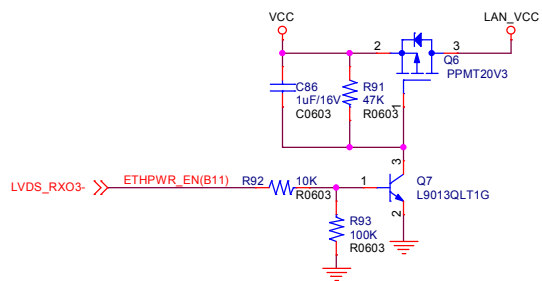 VCC
LAN_VCC
2
3
Q6
PPMT20V3
1
C86
1uF/16V
C0603
R91
47K
R0603
LVDS_RXO3-
ETHPWR_EN(B11)
R92
10K
R0603
1
3
Q7
L9013QLT1G
2
R93
100K
R0603